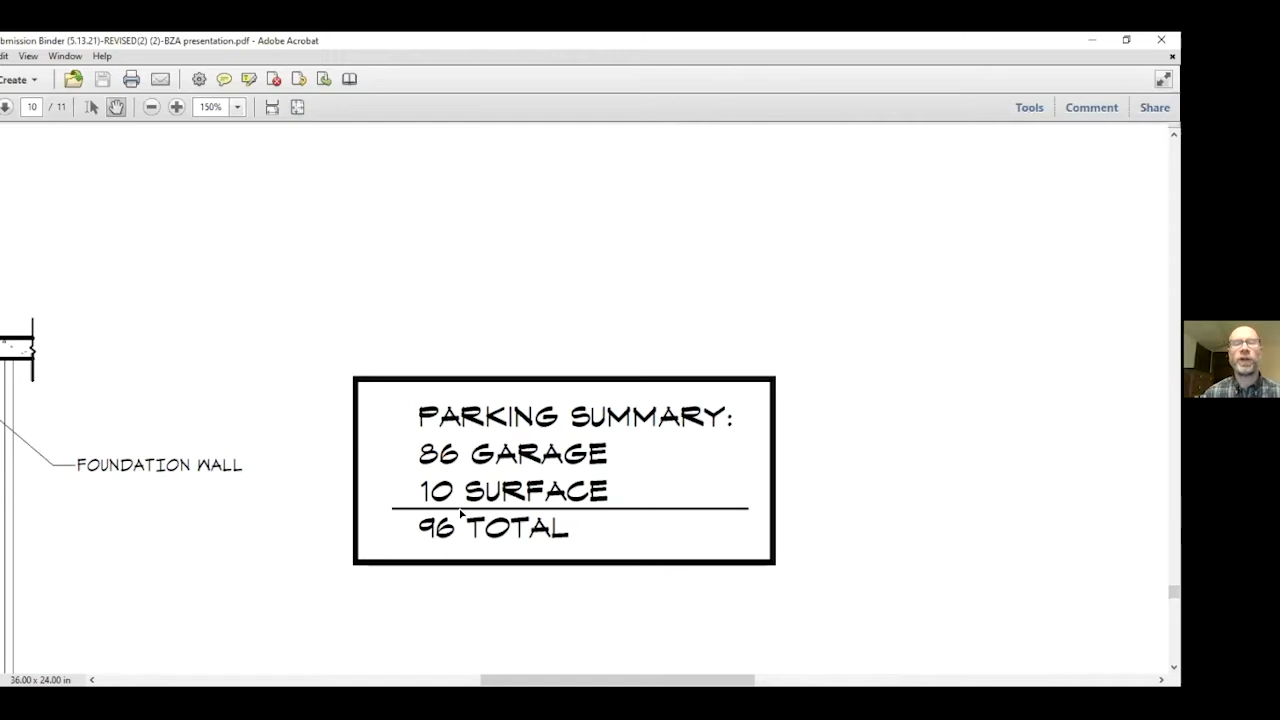 bmission Binder (5.13.21)-REVISED(2) (2)-BZA presentation.pdf - Adobe Acrobat
dit View Window Help
Create
10 / 11 150% Tools Comment Share
PARKING SUMMARY:
86 GARAGE
FOUNDATION WALL
10 SURFACE
96 TOTAL
36.00 x 24.00 in